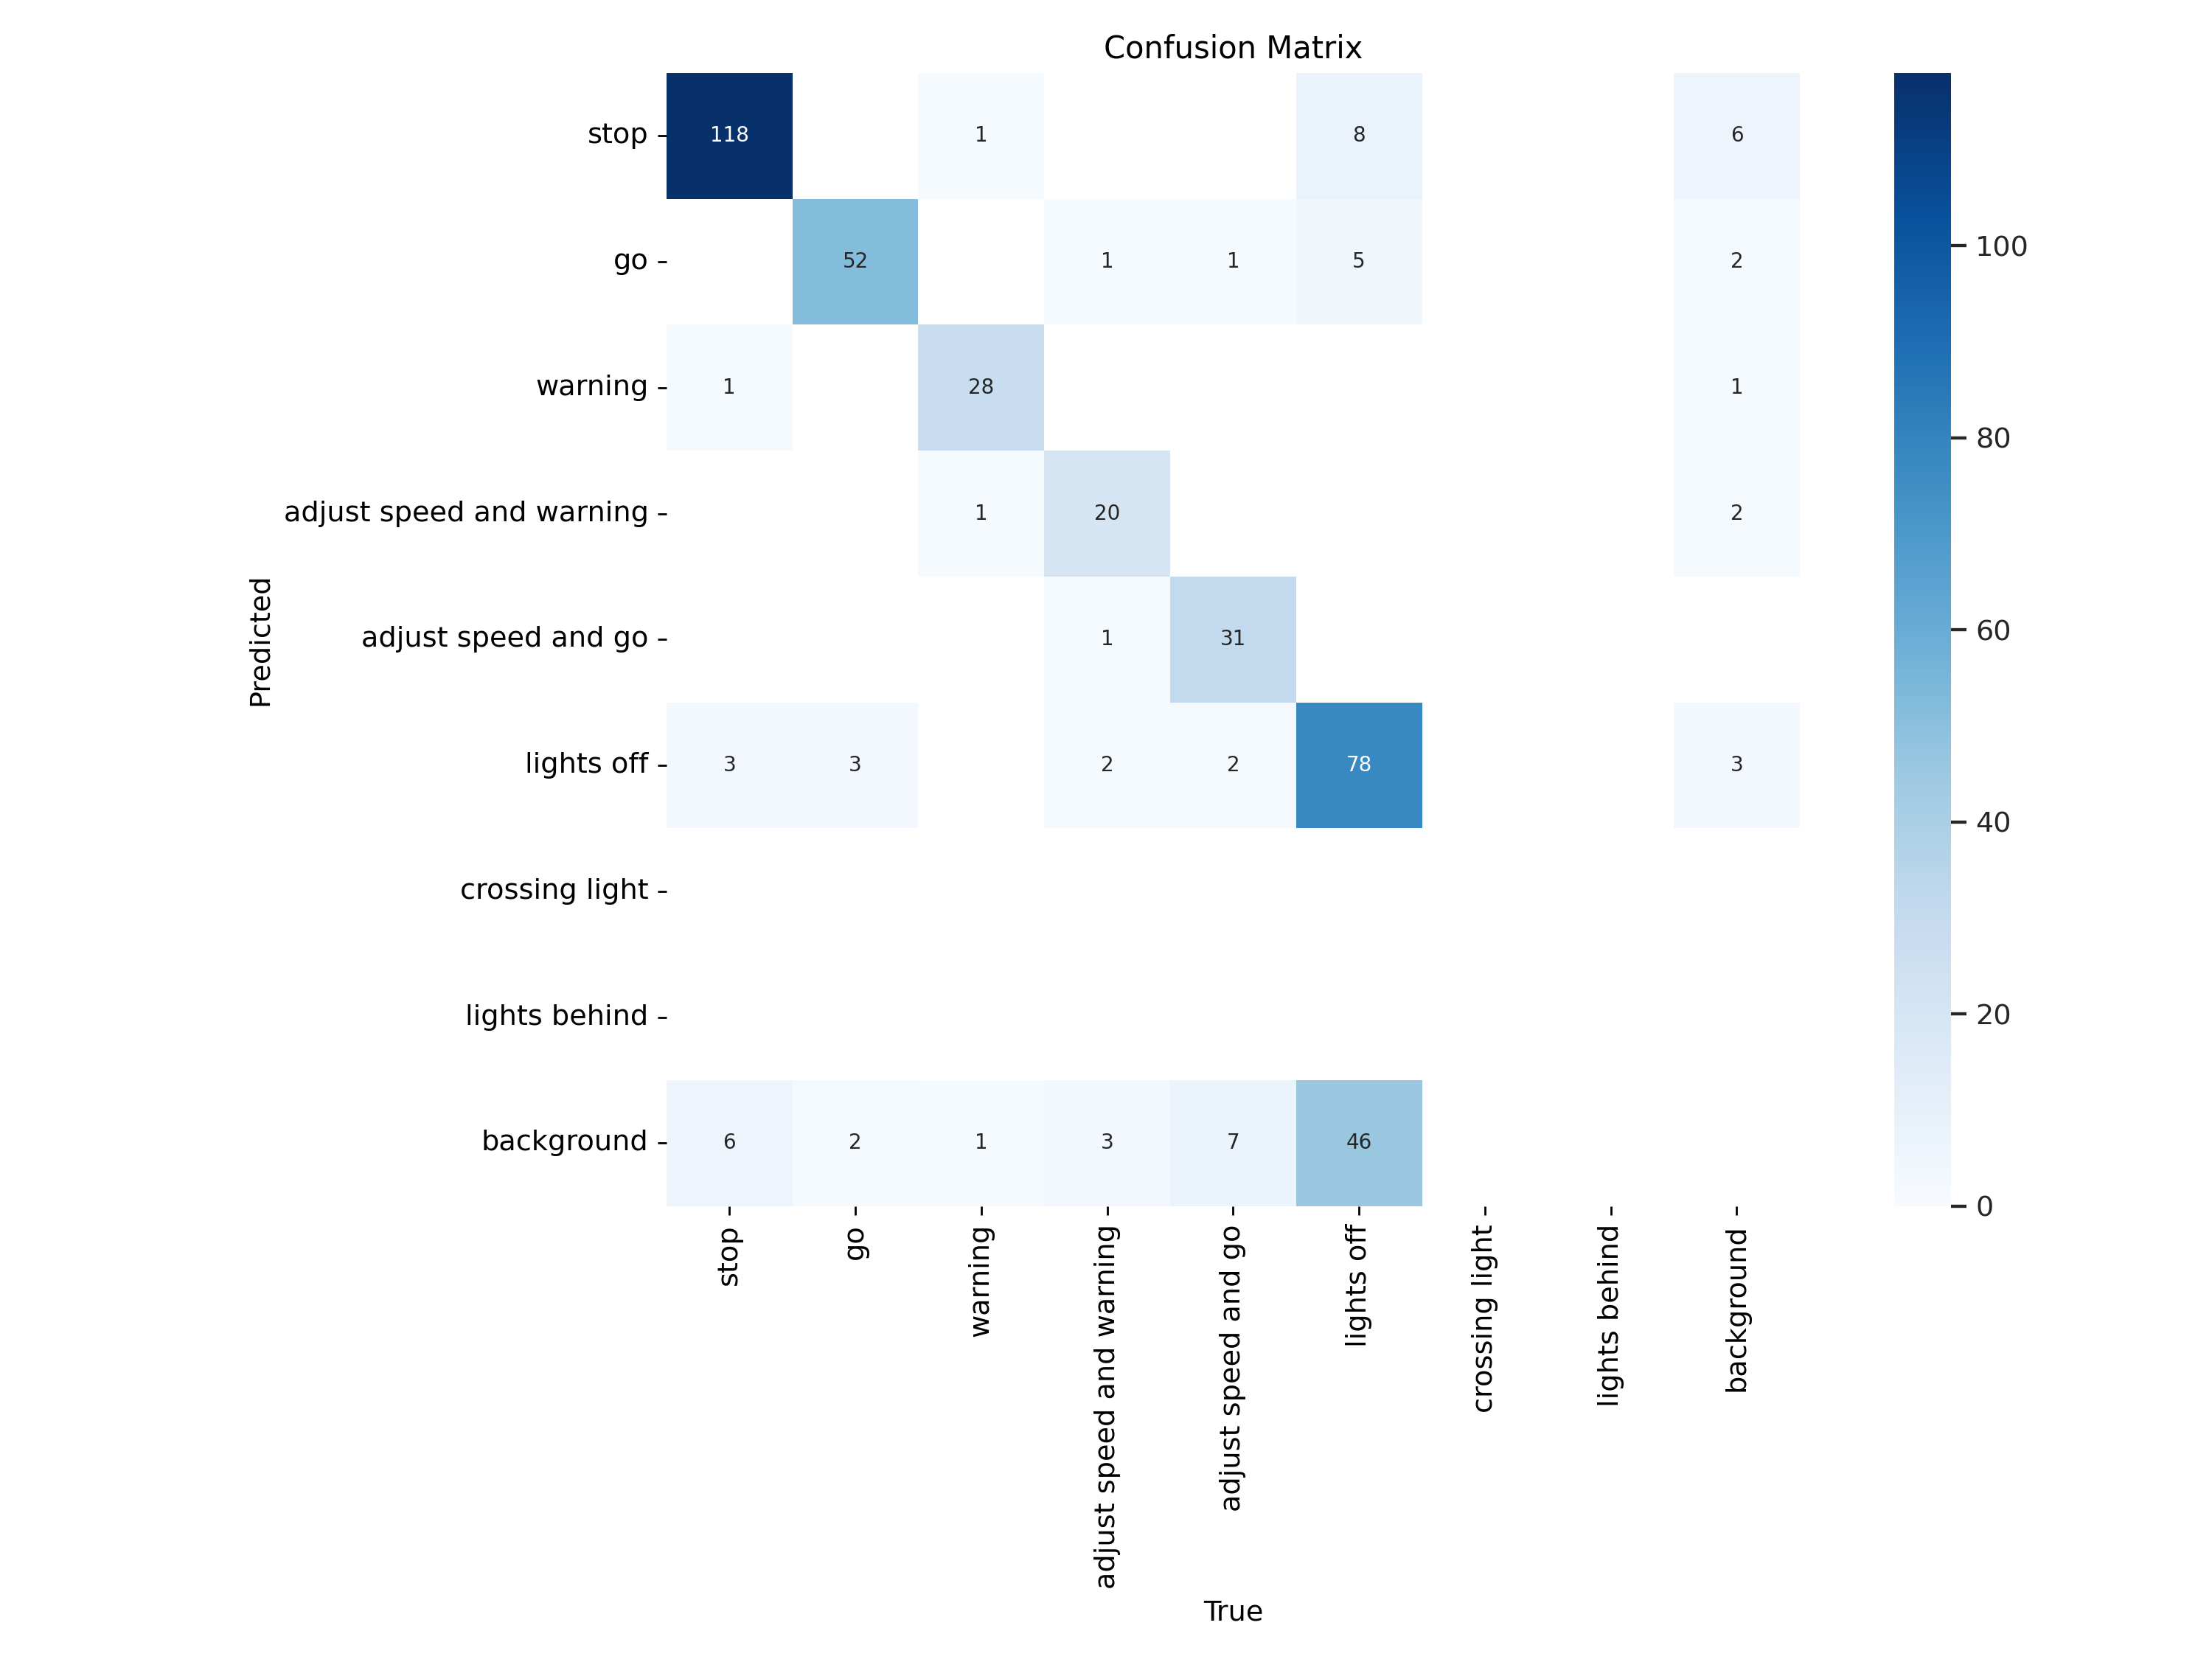 Confusion Matrix
stop 118 1 8 6
go 52 1 1 5 2
warning 1 28 1
adjust speed and warning 1 20 2
adjust speed and go 1 31
lights off 3 3 2 2 78 3
crossing light
lights behind
background 6 2 1 3 7 46
Predicted
stop
go
warning
adjust speed and warning
adjust speed and go
lights off
crossing light
lights behind
background
True
100
80
60
40
20
0